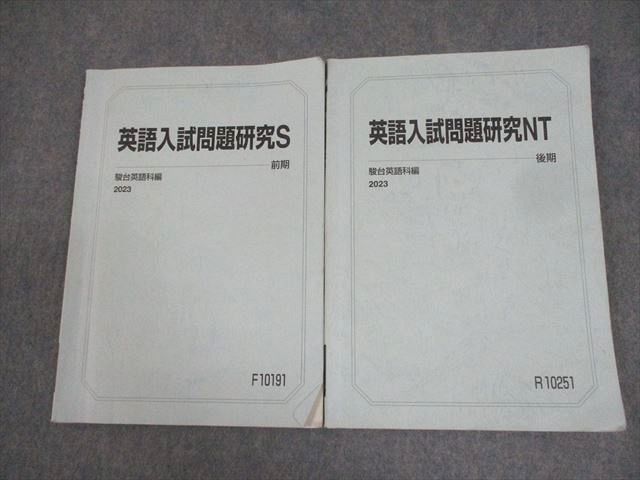 英語入試問題研究S
前期
駿台英語科編
2023
F10191
英語入試問題研究NT
後期
駿台英語科編
2023
R10251